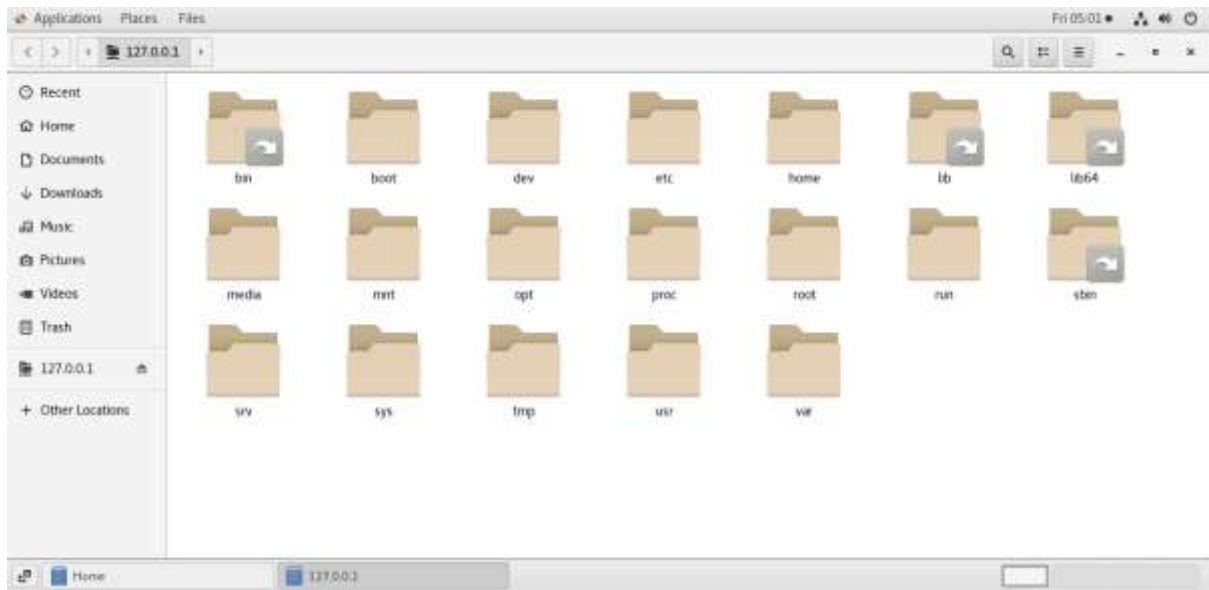 Applications Places Files Fri 05:01
127.0.0.1
Recent
Home
Documents
Downloads
Music
Pictures
Videos
Trash
127.0.0.1
+ Other Locations
bin boot dev etc home lib lib64
media mnt opt proc root run sbin
srv sys tmp usr var
Home 127.0.0.1